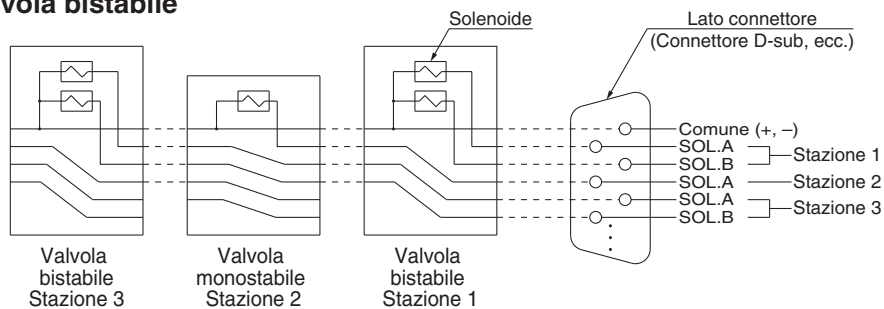 vola bistabile
Solenoide
Lato connettore
(Connettore D-sub, ecc.)
Comune (+, –)
SOL.A
SOL.B
Stazione 1
SOL.A
Stazione 2
SOL.A
SOL.B
Stazione 3
Valvola
bistabile
Stazione 3
Valvola
monostabile
Stazione 2
Valvola
bistabile
Stazione 1